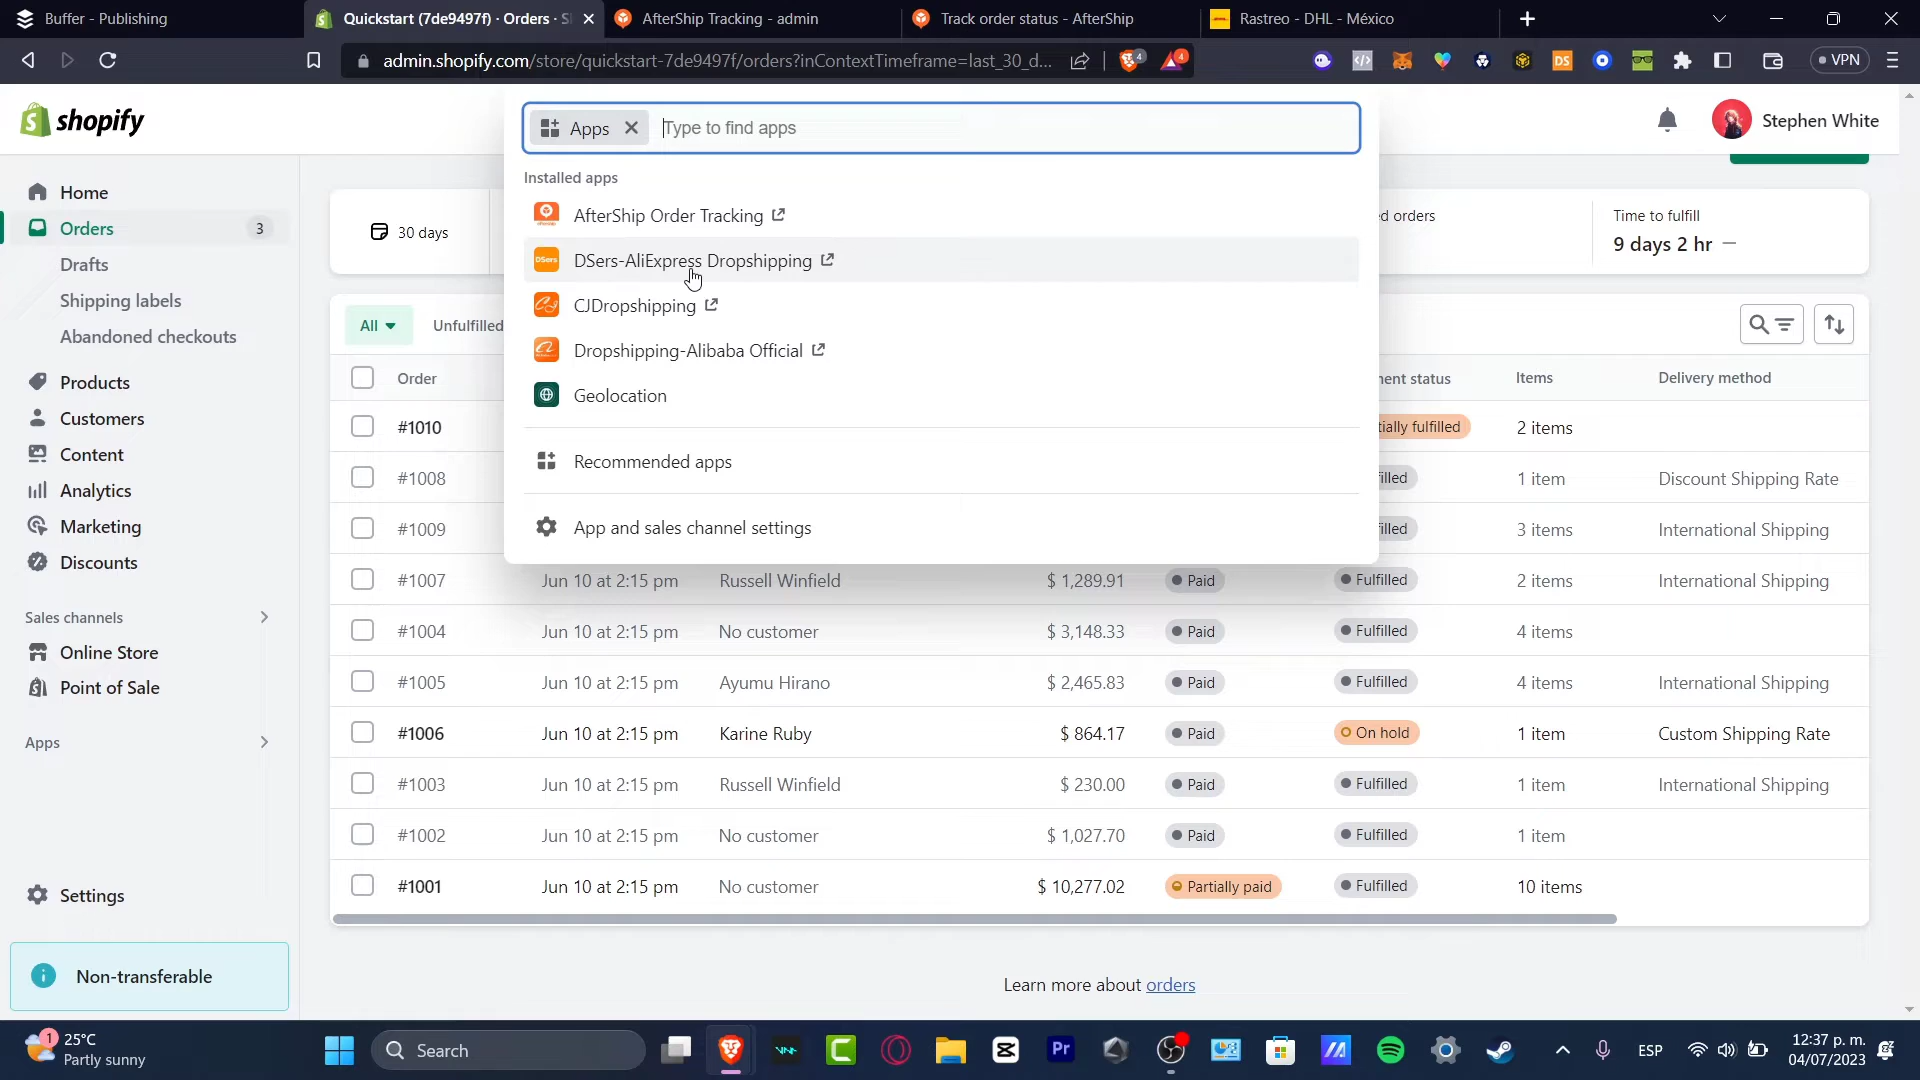 Buffer - Publishing
Quickstart (7de9497f) · Orders · S
AfterShip Tracking - admin
Track order status - AfterShip
Rastreo - DHL - México
admin.shopify.com/store/quickstart-7de9497f/orders?inContextTimeframe=last_30_d...
4
4
DS
VPN
shopify
Apps
Type to find apps
Stephen White
Installed apps
AfterShip Order Tracking
DSers
DSers-AliExpress Dropshipping
CJDropshipping
Dropshipping-Alibaba Official
Geolocation
Recommended apps
App and sales channel settings
Home
Orders
3
Drafts
Shipping labels
Abandoned checkouts
Products
Customers
Content
Analytics
Marketing
Discounts
Sales channels
Online Store
Point of Sale
Apps
Settings
Non-transferable
30 days
d orders
Time to fulfill
9 days 2 hr —
All
Unfulfilled
Order
ent status
Items
Delivery method
#1010
tially fulfilled
2 items
#1008
filled
1 item
Discount Shipping Rate
#1009
filled
3 items
International Shipping
#1007
Jun 10 at 2:15 pm
Russell Winfield
$ 1,289.91
Paid
Fulfilled
2 items
International Shipping
#1004
Jun 10 at 2:15 pm
No customer
$ 3,148.33
Paid
Fulfilled
4 items
#1005
Jun 10 at 2:15 pm
Ayumu Hirano
$ 2,465.83
Paid
Fulfilled
4 items
International Shipping
#1006
Jun 10 at 2:15 pm
Karine Ruby
$ 864.17
Paid
On hold
1 item
Custom Shipping Rate
#1003
Jun 10 at 2:15 pm
Russell Winfield
$ 230.00
Paid
Fulfilled
1 item
International Shipping
#1002
Jun 10 at 2:15 pm
No customer
$ 1,027.70
Paid
Fulfilled
1 item
#1001
Jun 10 at 2:15 pm
No customer
$ 10,277.02
Partially paid
Fulfilled
10 items
Learn more about orders
1
25°C
Partly sunny
Search
Pr
ESP
12:37 p. m.
04/07/2023